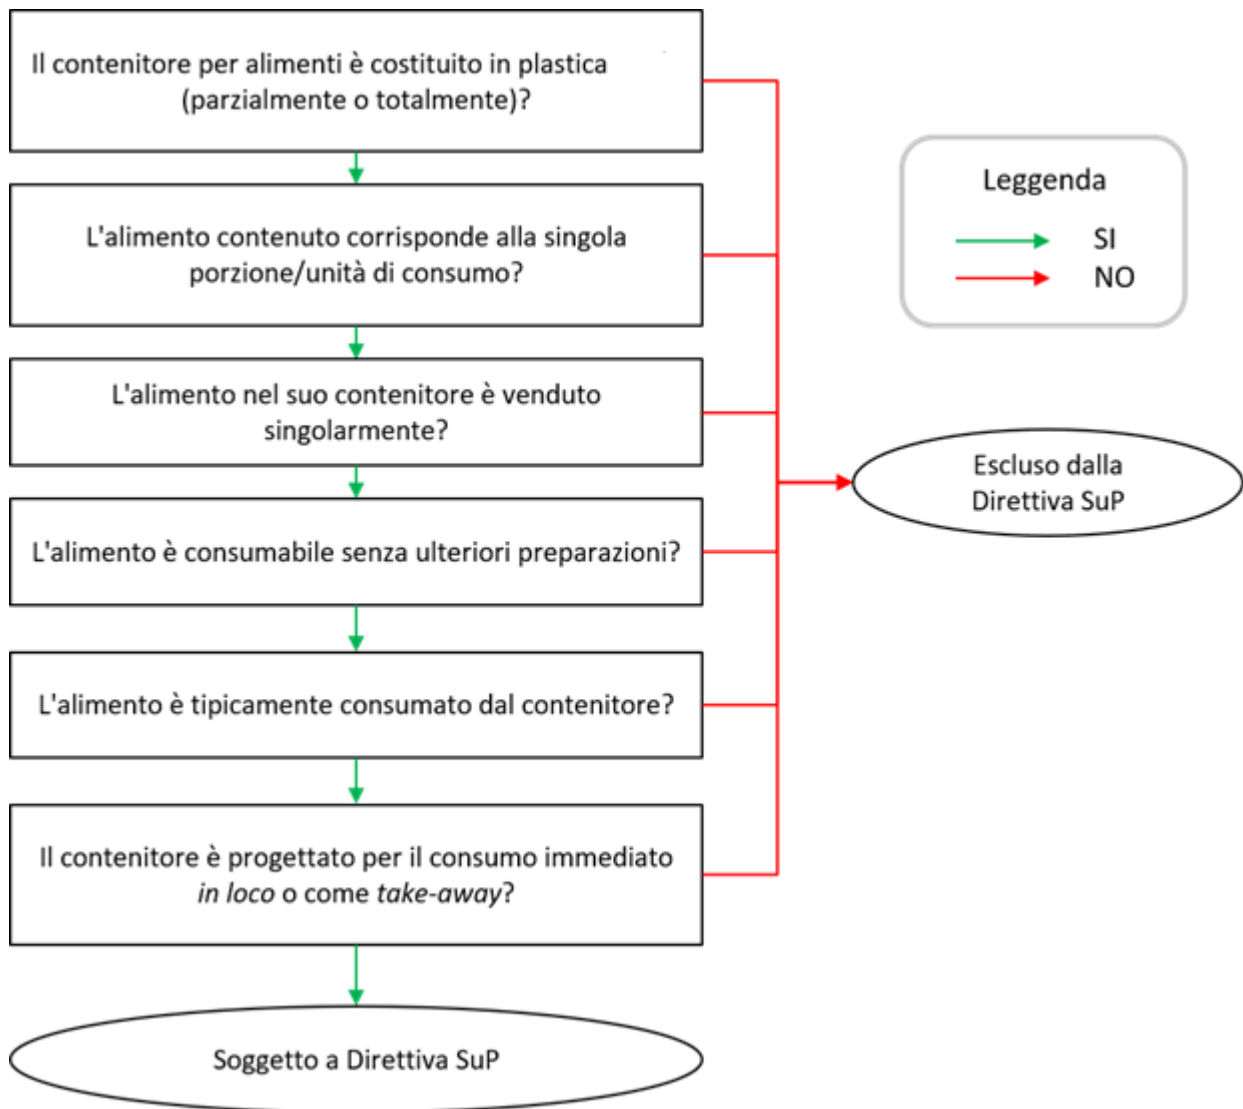 Il contenitore per alimenti è costituito in plastica
(parzialmente o totalmente)?
L'alimento contenuto corrisponde alla singola
porzione/unità di consumo?
L'alimento nel suo contenitore è venduto
singolarmente?
L'alimento è consumabile senza ulteriori preparazioni?
L'alimento è tipicamente consumato dal contenitore?
Il contenitore è progettato per il consumo immediato
in loco o come take-away?
Soggetto a Direttiva SuP
Leggenda
SI
NO
Escluso dalla
Direttiva SuP